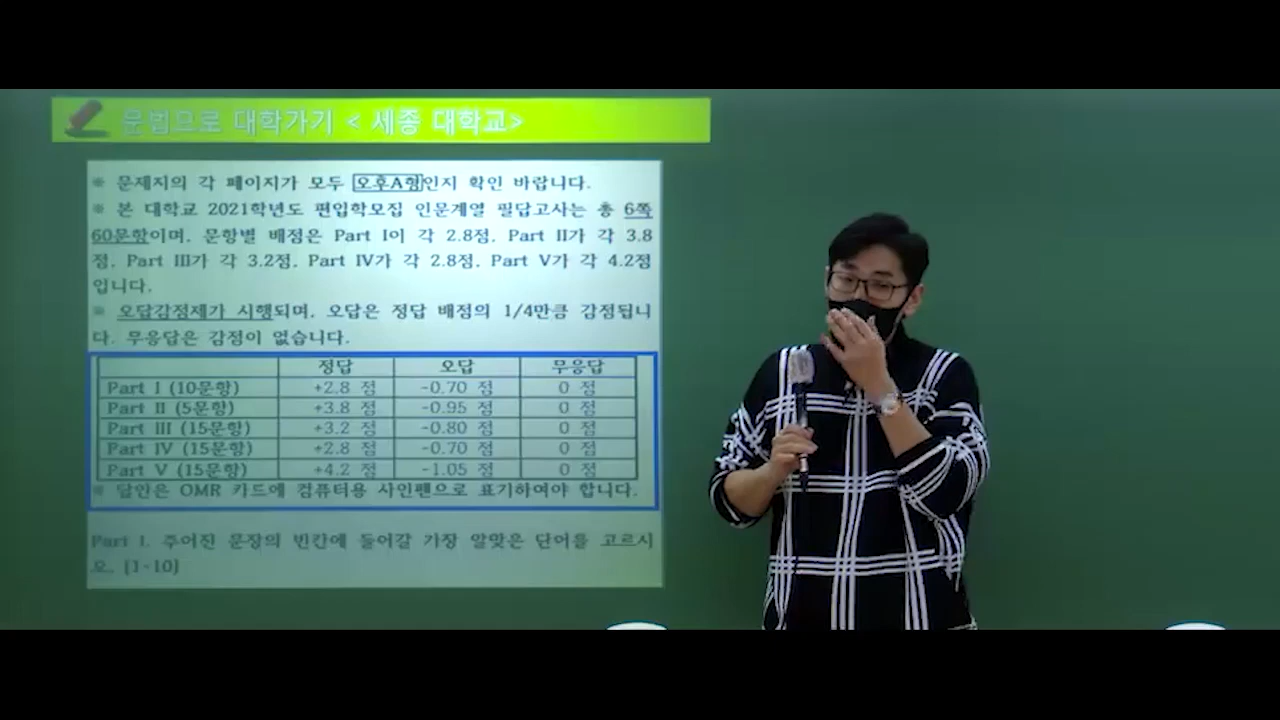 문법므로 대학가기 < 세종 대학교>
※ 문제지의 각 페이지가 모두 오후A형인지 확인 바랍니다.
※ 본 대학교 2021학년도 편입학모집 인문계열 필답고사는 총 6쪽
60문항이며, 문항별 배점은 Part I이 각 2.8점, Part II가 각 3.8
점, Part III가 각 3.2점, Part IV가 각 2.8점, Part V가 각 4.2점
입니다.
※ 오답감점제가 시행되며, 오답은 정답 배점의 1/4만큼 감점됩니
다. 무응답은 감점이 없습니다.
정답 오답 무응답
Part I (10문항) +2.8 점 -0.70 점 0 점
Part II (5문항) +3.8 점 -0.95 점 0 점
Part III (15문항) +3.2 점 -0.80 점 0 점
Part IV (15문항) +2.8 점 -0.70 점 0 점
Part V (15문항) +4.2 점 -1.05 점 0 점
※ 답안은 OMR 카드에 컴퓨터용 사인펜으로 표기하여야 합니다.
Part I. 주어진 문장의 빈칸에 들어갈 가장 알맞은 단어를 고르시
오. [1-10]